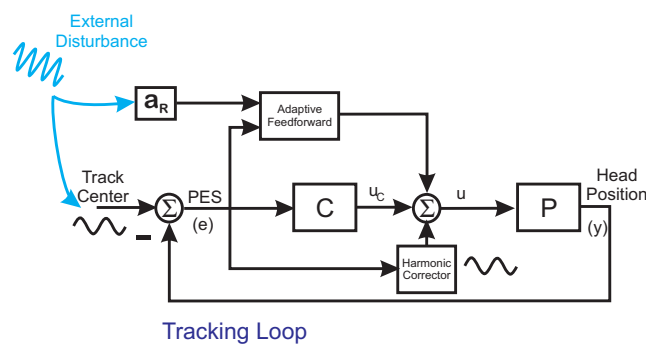 External
Disturbance
aR
Adaptive
Feedforward
Track
Center
Σ
PES
(e)
C
uC
Σ
u
P
Head
Position
(y)
Harmonic
Corrector
Tracking Loop